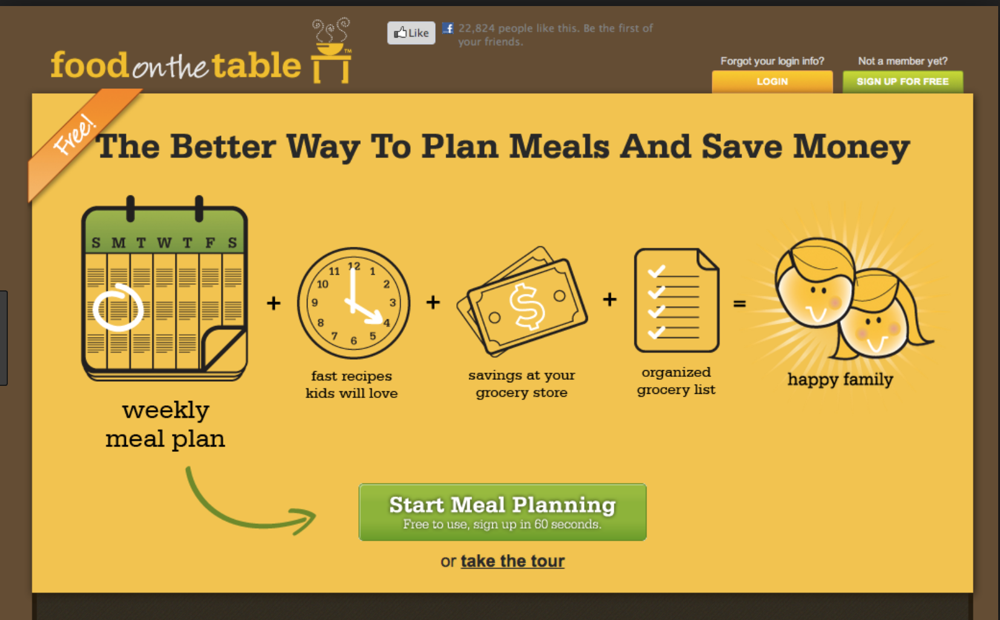 food on the table™
Like
22,824 people like this. Be the first of
your friends.
Forgot your login info?
LOGIN
Not a member yet?
SIGN UP FOR FREE
Free!
The Better Way To Plan Meals And Save Money
S M T W T F S
weekly
meal plan
+
12
1
2
3
4
5
6
7
8
9
10
11
fast recipes
kids will love
+
$
savings at your
grocery store
+
organized
grocery list
=
happy family
Start Meal Planning
Free to use, sign up in 60 seconds.
or take the tour